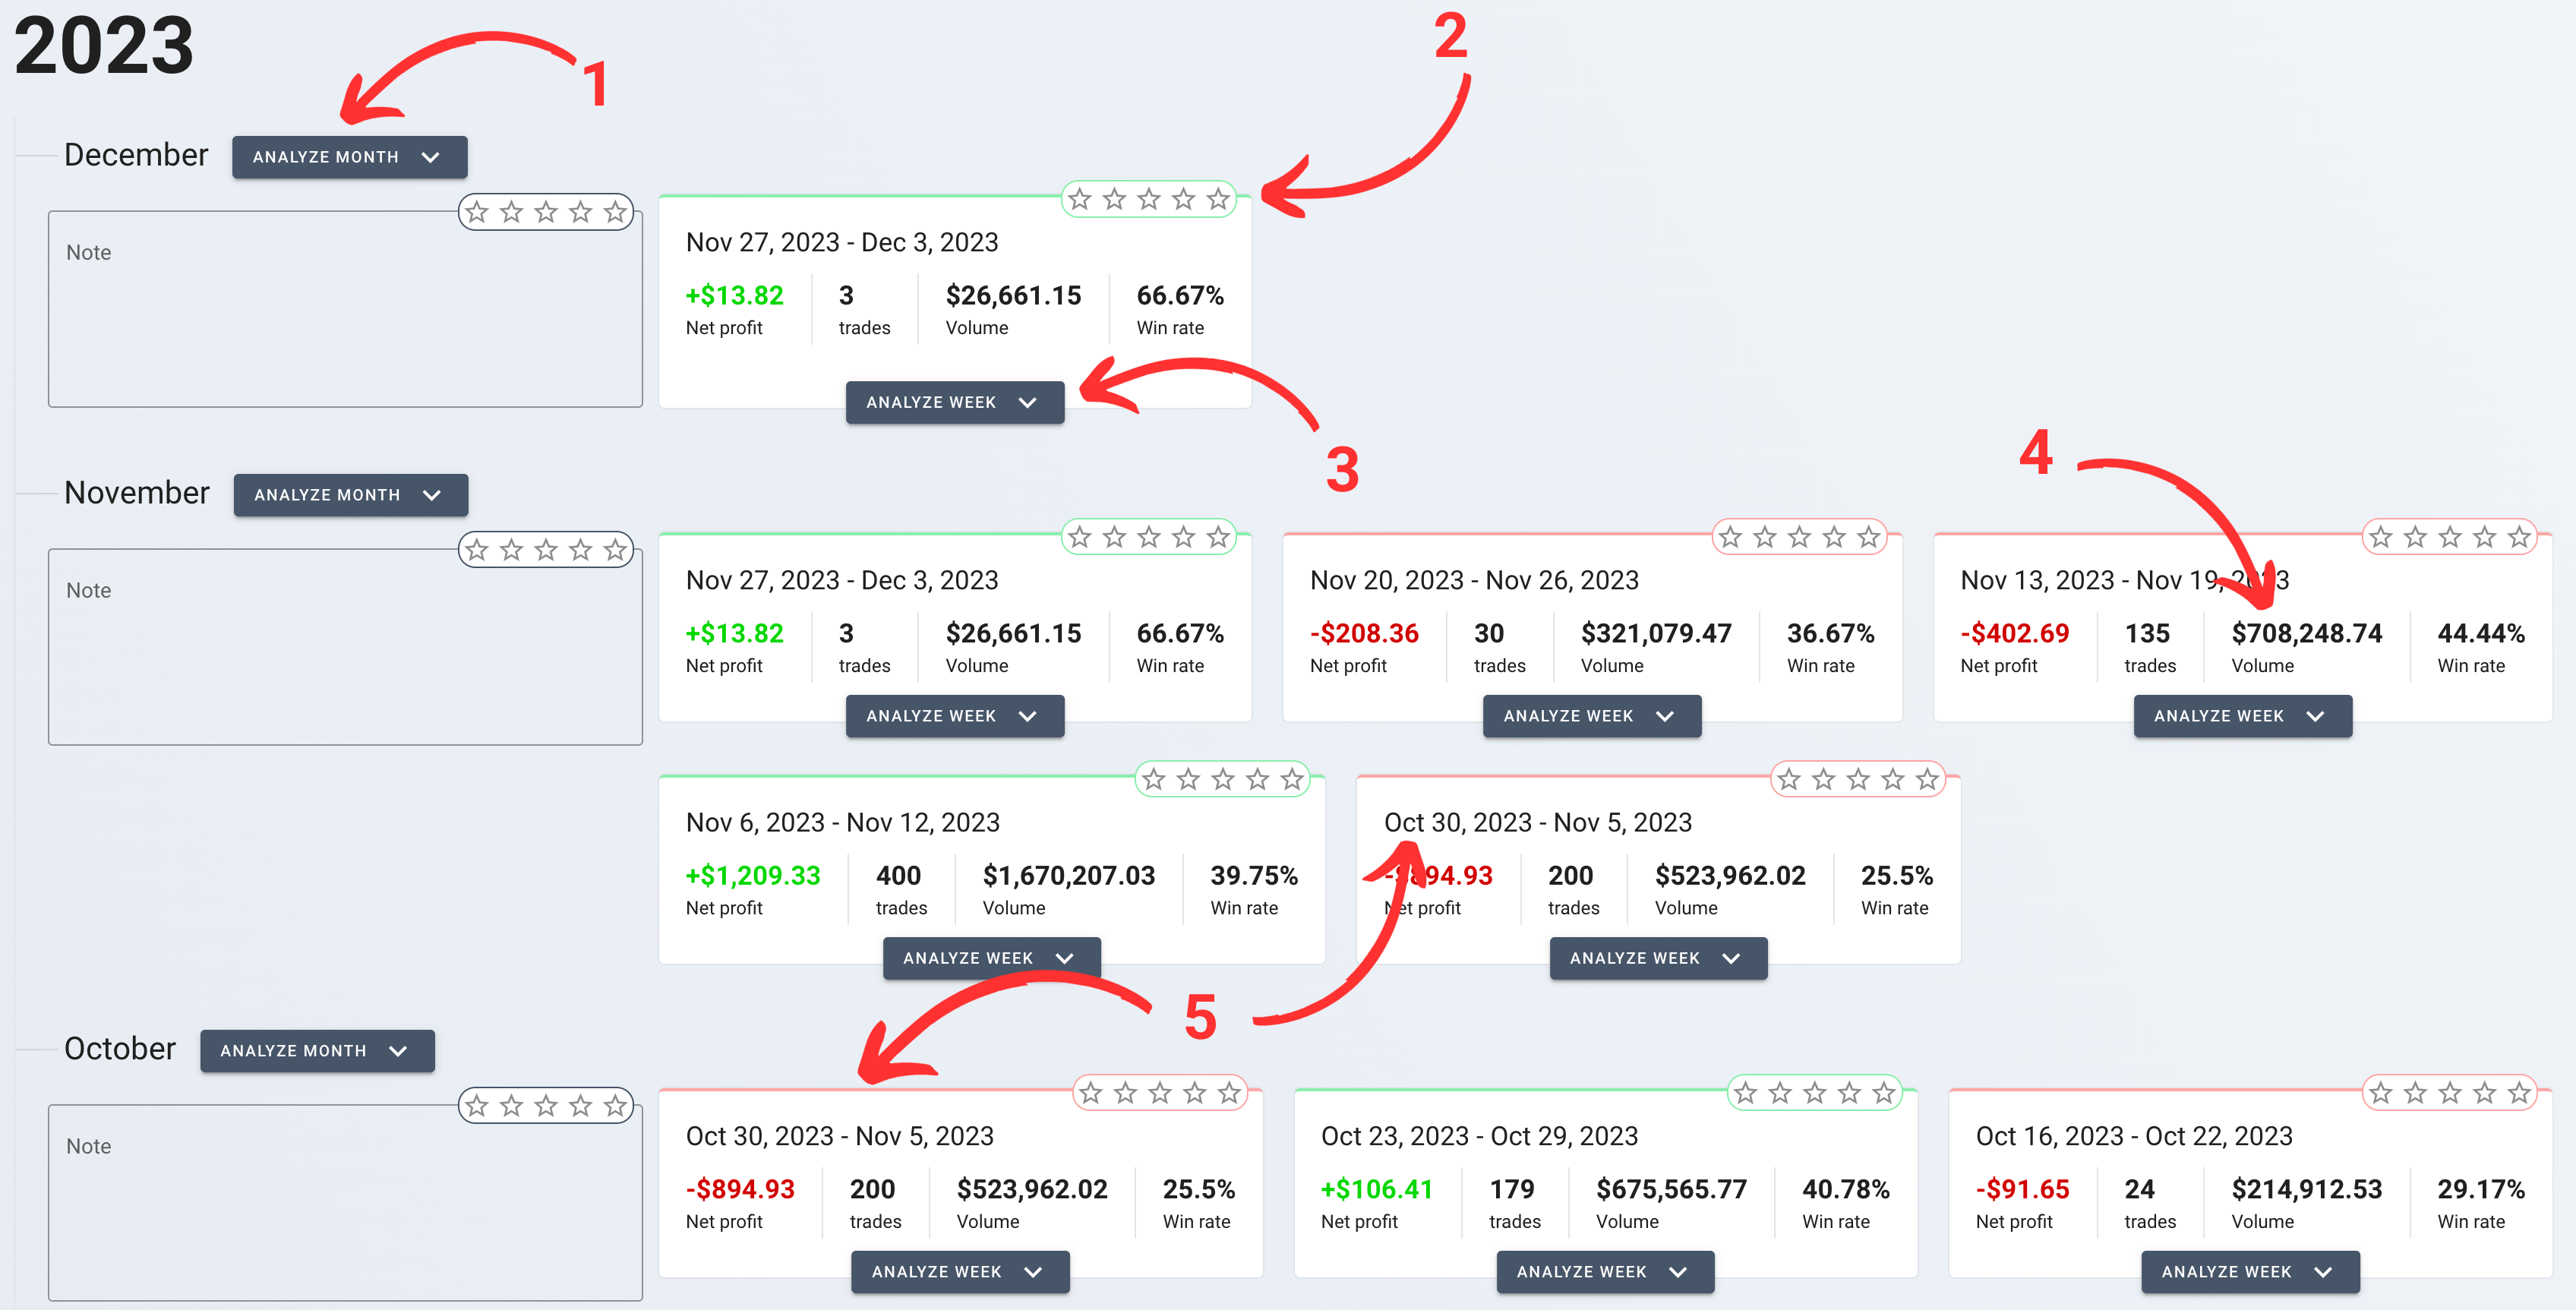 2023
1
2
December
ANALYZE MONTH
Note
Nov 27, 2023 - Dec 3, 2023
+$13.82 3 $26,661.15 66.67%
Net profit trades Volume Win rate
ANALYZE WEEK
3
4
November
ANALYZE MONTH
Note
Nov 27, 2023 - Dec 3, 2023
+$13.82 3 $26,661.15 66.67%
Net profit trades Volume Win rate
ANALYZE WEEK
Nov 20, 2023 - Nov 26, 2023
-$208.36 30 $321,079.47 36.67%
Net profit trades Volume Win rate
ANALYZE WEEK
Nov 13, 2023 - Nov 19, 2023
-$402.69 135 $708,248.74 44.44%
Net profit trades Volume Win rate
ANALYZE WEEK
Nov 6, 2023 - Nov 12, 2023
+$1,209.33 400 $1,670,207.03 39.75%
Net profit trades Volume Win rate
ANALYZE WEEK
Oct 30, 2023 - Nov 5, 2023
-$894.93 200 $523,962.02 25.5%
Net profit trades Volume Win rate
ANALYZE WEEK
5
October
ANALYZE MONTH
Note
Oct 30, 2023 - Nov 5, 2023
-$894.93 200 $523,962.02 25.5%
Net profit trades Volume Win rate
ANALYZE WEEK
Oct 23, 2023 - Oct 29, 2023
+$106.41 179 $675,565.77 40.78%
Net profit trades Volume Win rate
ANALYZE WEEK
Oct 16, 2023 - Oct 22, 2023
-$91.65 24 $214,912.53 29.17%
Net profit trades Volume Win rate
ANALYZE WEEK